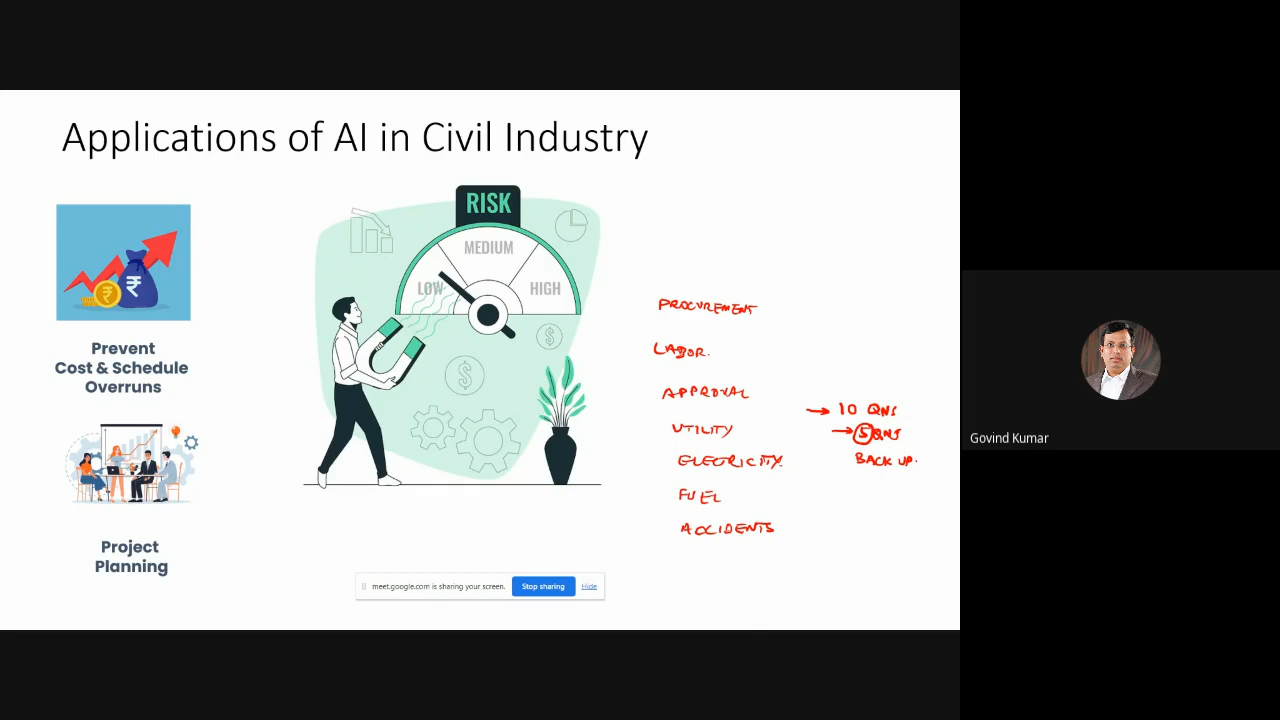 Applications of AI in Civil Industry
RISK
MEDIUM
LOW
HIGH
Prevent
Cost & Schedule
Overruns
Project
Planning
PROCUREMENT
LABOR.
APPROVAL
UTILITY
ELECTRICITY.
FUEL
ACCIDENTS
→ 10 QNS
→ 5 QNS
BACK UP.
meet.google.com is sharing your screen. Stop sharing Hide
Govind Kumar